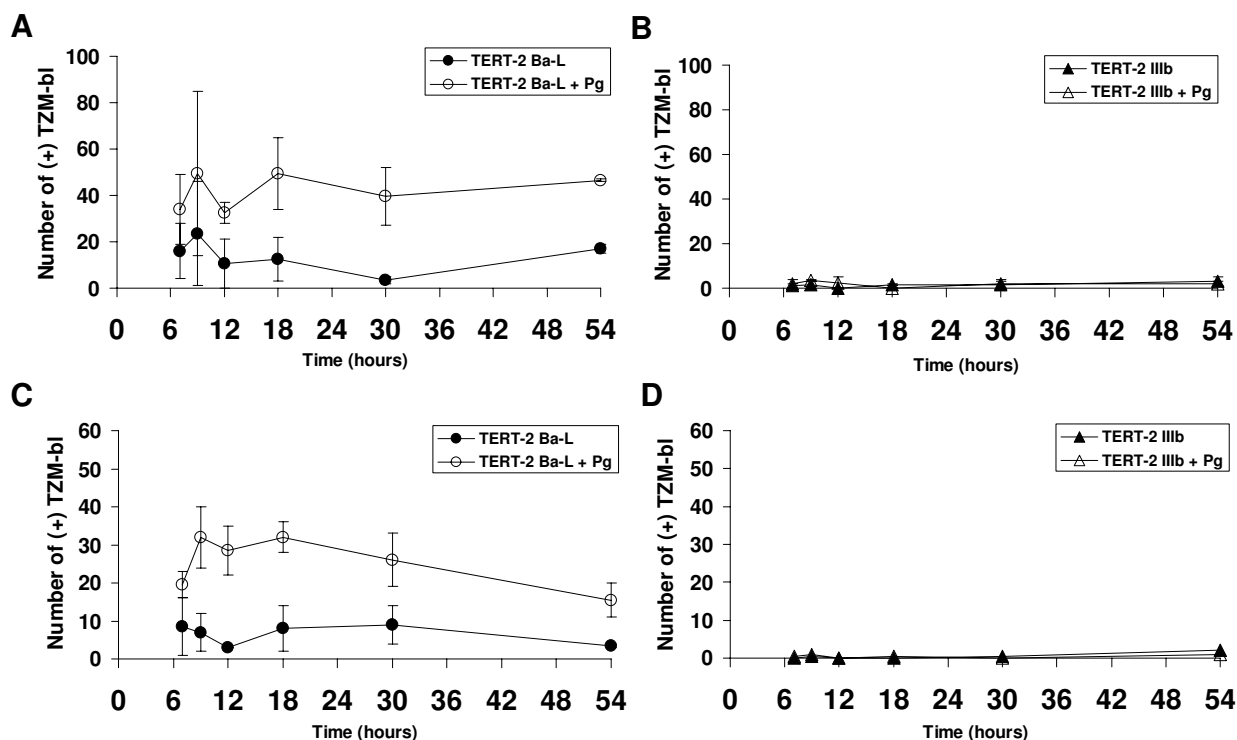 A
Number of (+) TZM-bl
100
80
60
40
20
0
0 6 12 18 24 30 36 42 48 54
Time (hours)
TERT-2 Ba-L
TERT-2 Ba-L + Pg
B
Number of (+) TZM-bl
100
80
60
40
20
0
0 6 12 18 24 30 36 42 48 54
Time (hours)
TERT-2 IIIb
TERT-2 IIIb + Pg
C
Number of (+) TZM-bl
60
50
40
30
20
10
0
0 6 12 18 24 30 36 42 48 54
Time (hours)
TERT-2 Ba-L
TERT-2 Ba-L + Pg
D
Number of (+) TZM-bl
60
50
40
30
20
10
0
0 6 12 18 24 30 36 42 48 54
Time (hours)
TERT-2 IIIb
TERT-2 IIIb + Pg